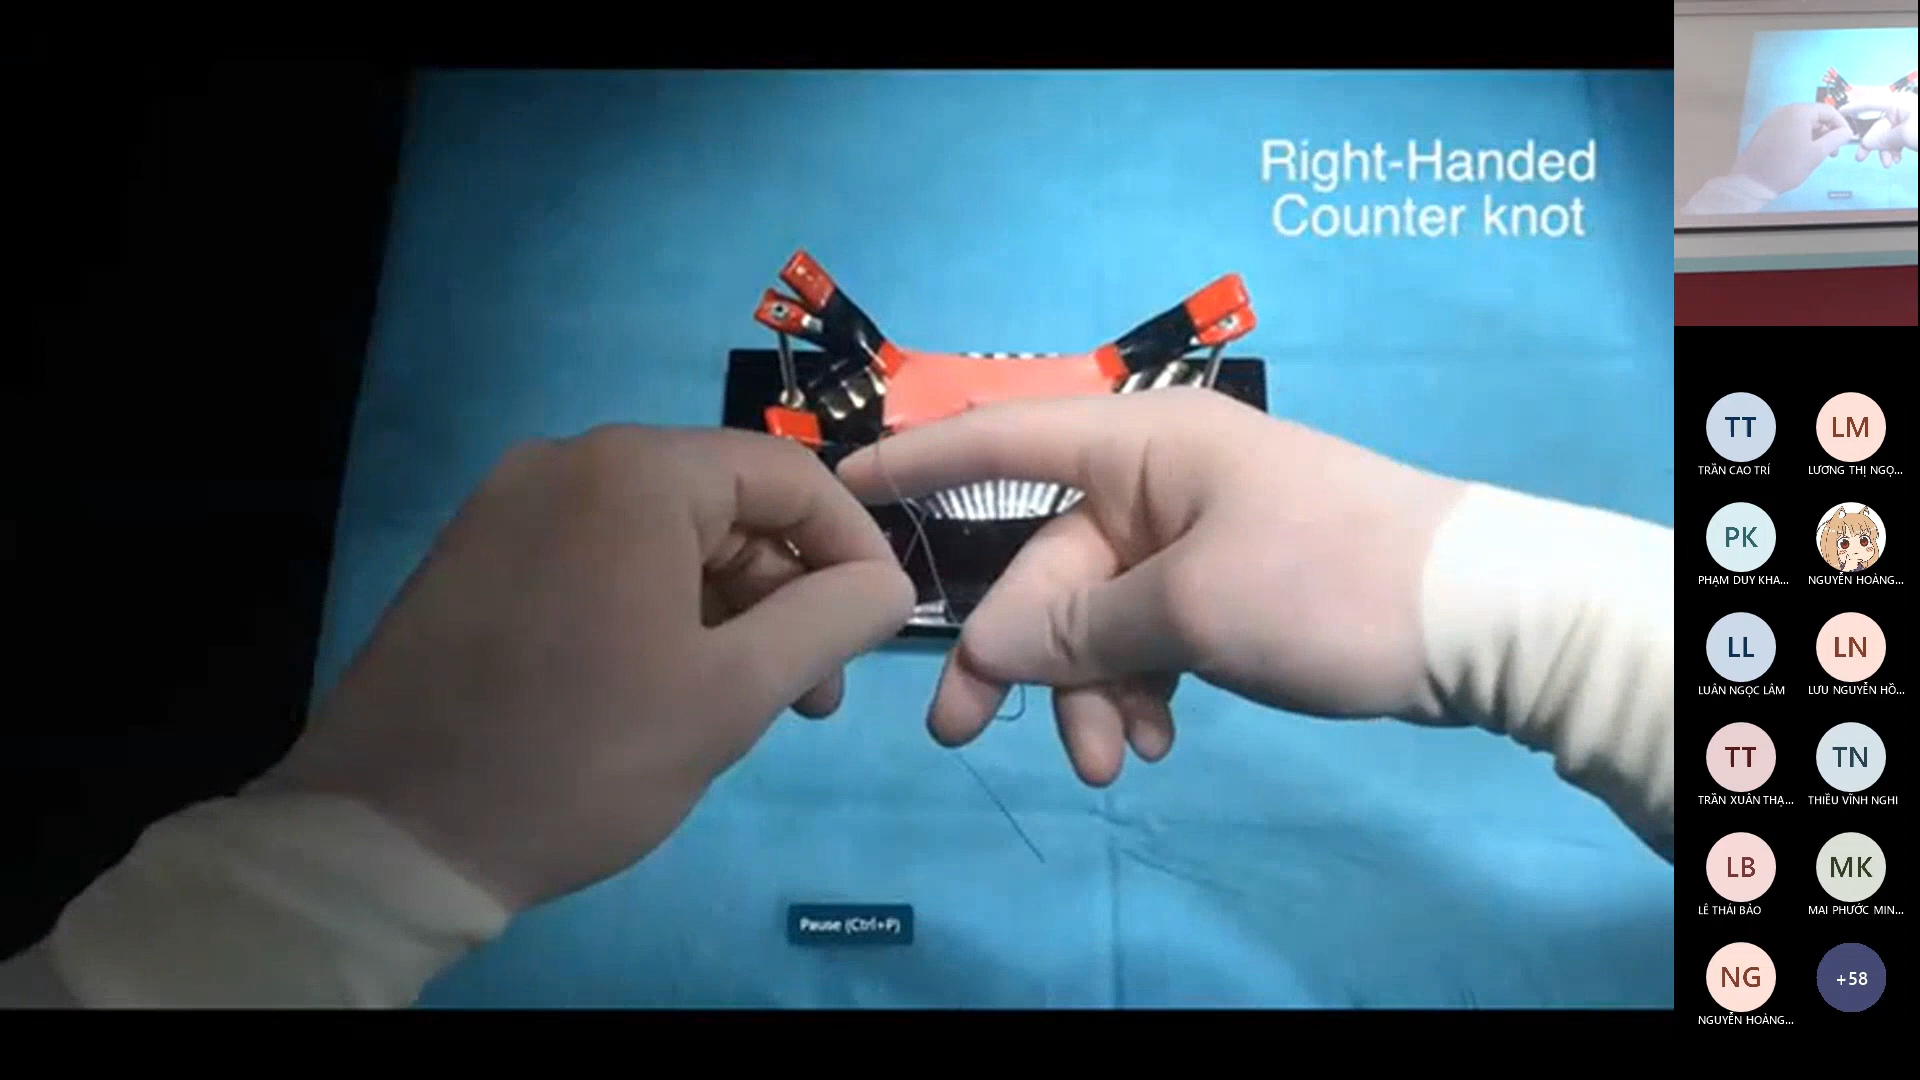 Right-Handed
Counter knot
Pause (Ctrl+P)
TT
TRẦN CAO TRÍ
LM
LƯƠNG THỊ NGỌ...
PK
PHẠM DUY KHA...
NGUYỄN HOÀNG...
LL
LUÂN NGỌC LÂM
LN
LƯU NGUYỄN HỒ...
TT
TRẦN XUÂN THẠ...
TN
THIỀU VĨNH NGHI
LB
LÊ THÁI BẢO
MK
MAI PHƯỚC MIN...
NG
NGUYỄN HOÀNG...
+58